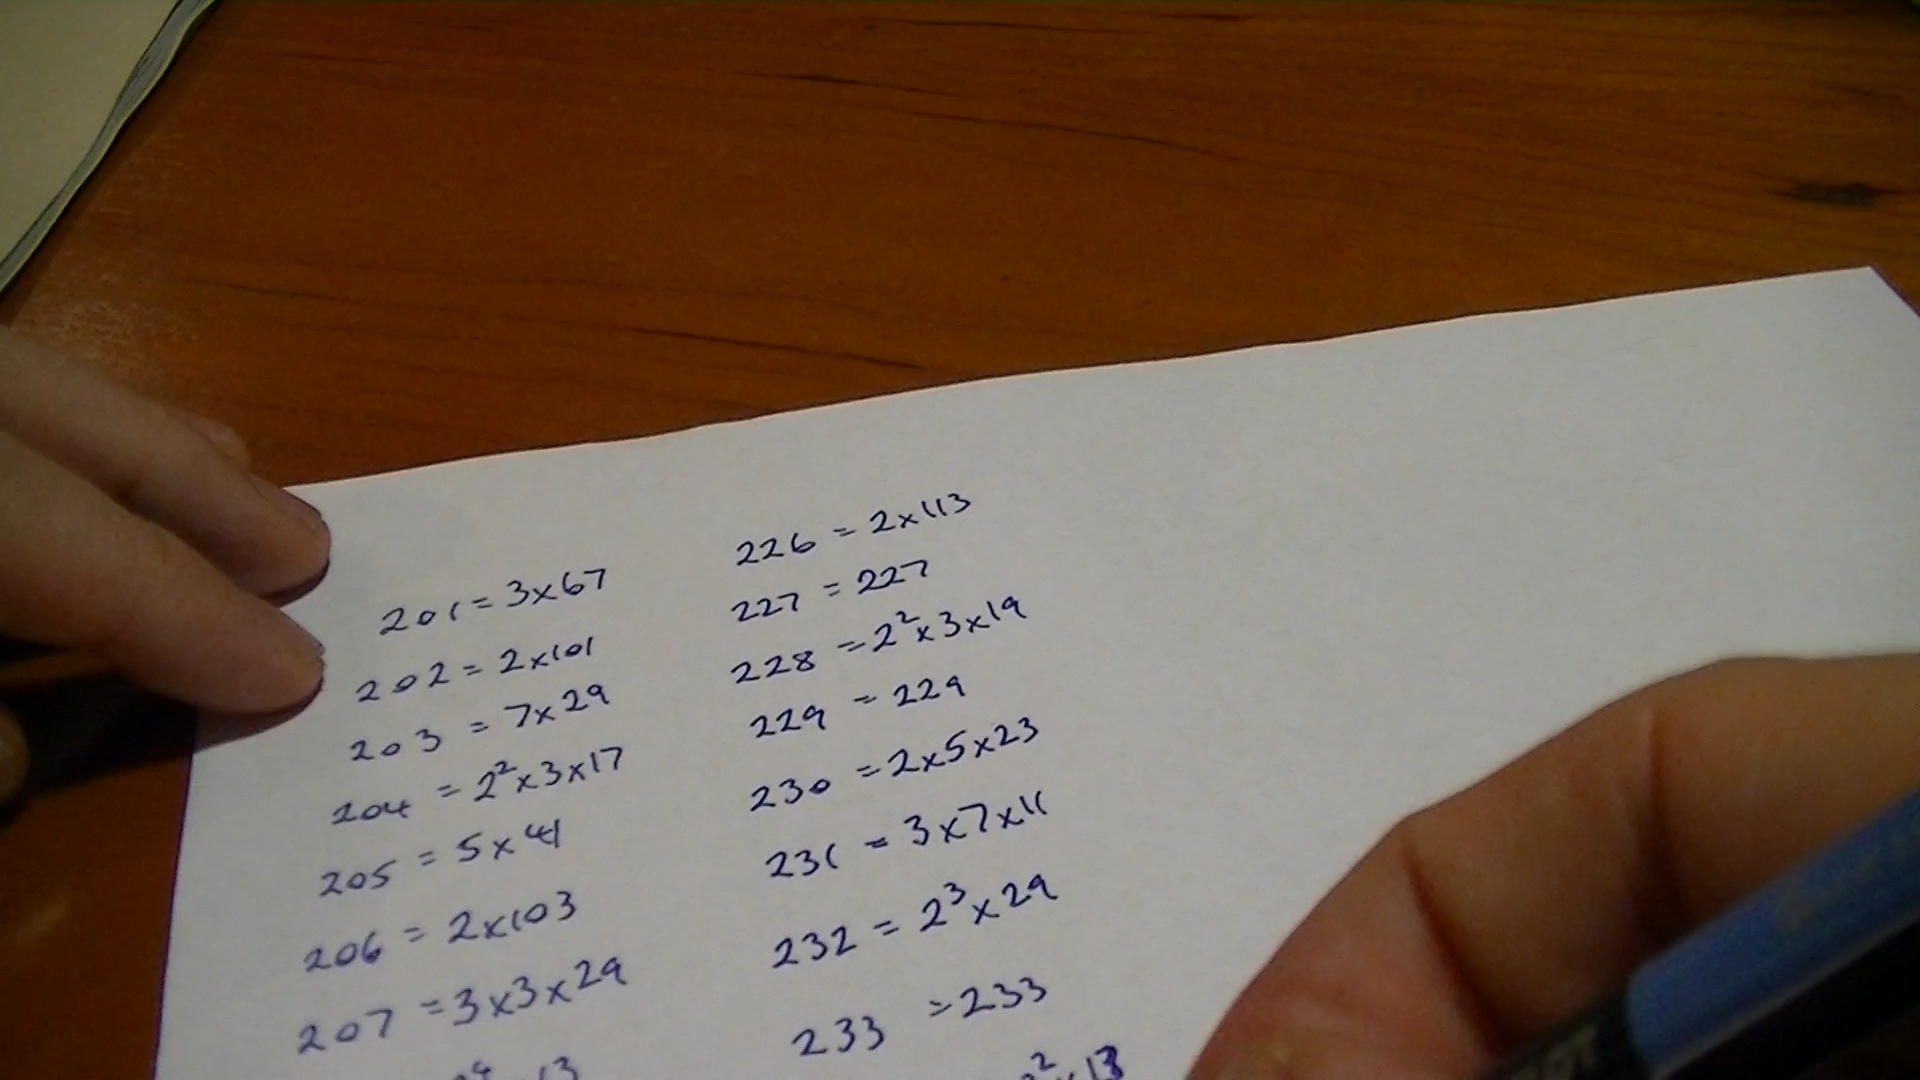 201 = 3x67
202 = 2x101
203 = 7x29
204 = 2²x3x17
205 = 5x41
206 = 2x103
207 = 3x3x29
226 = 2x113
227 = 227
228 = 2²x3x19
229 = 229
230 = 2x5x23
231 = 3x7x11
232 = 2³x29
233 = 233